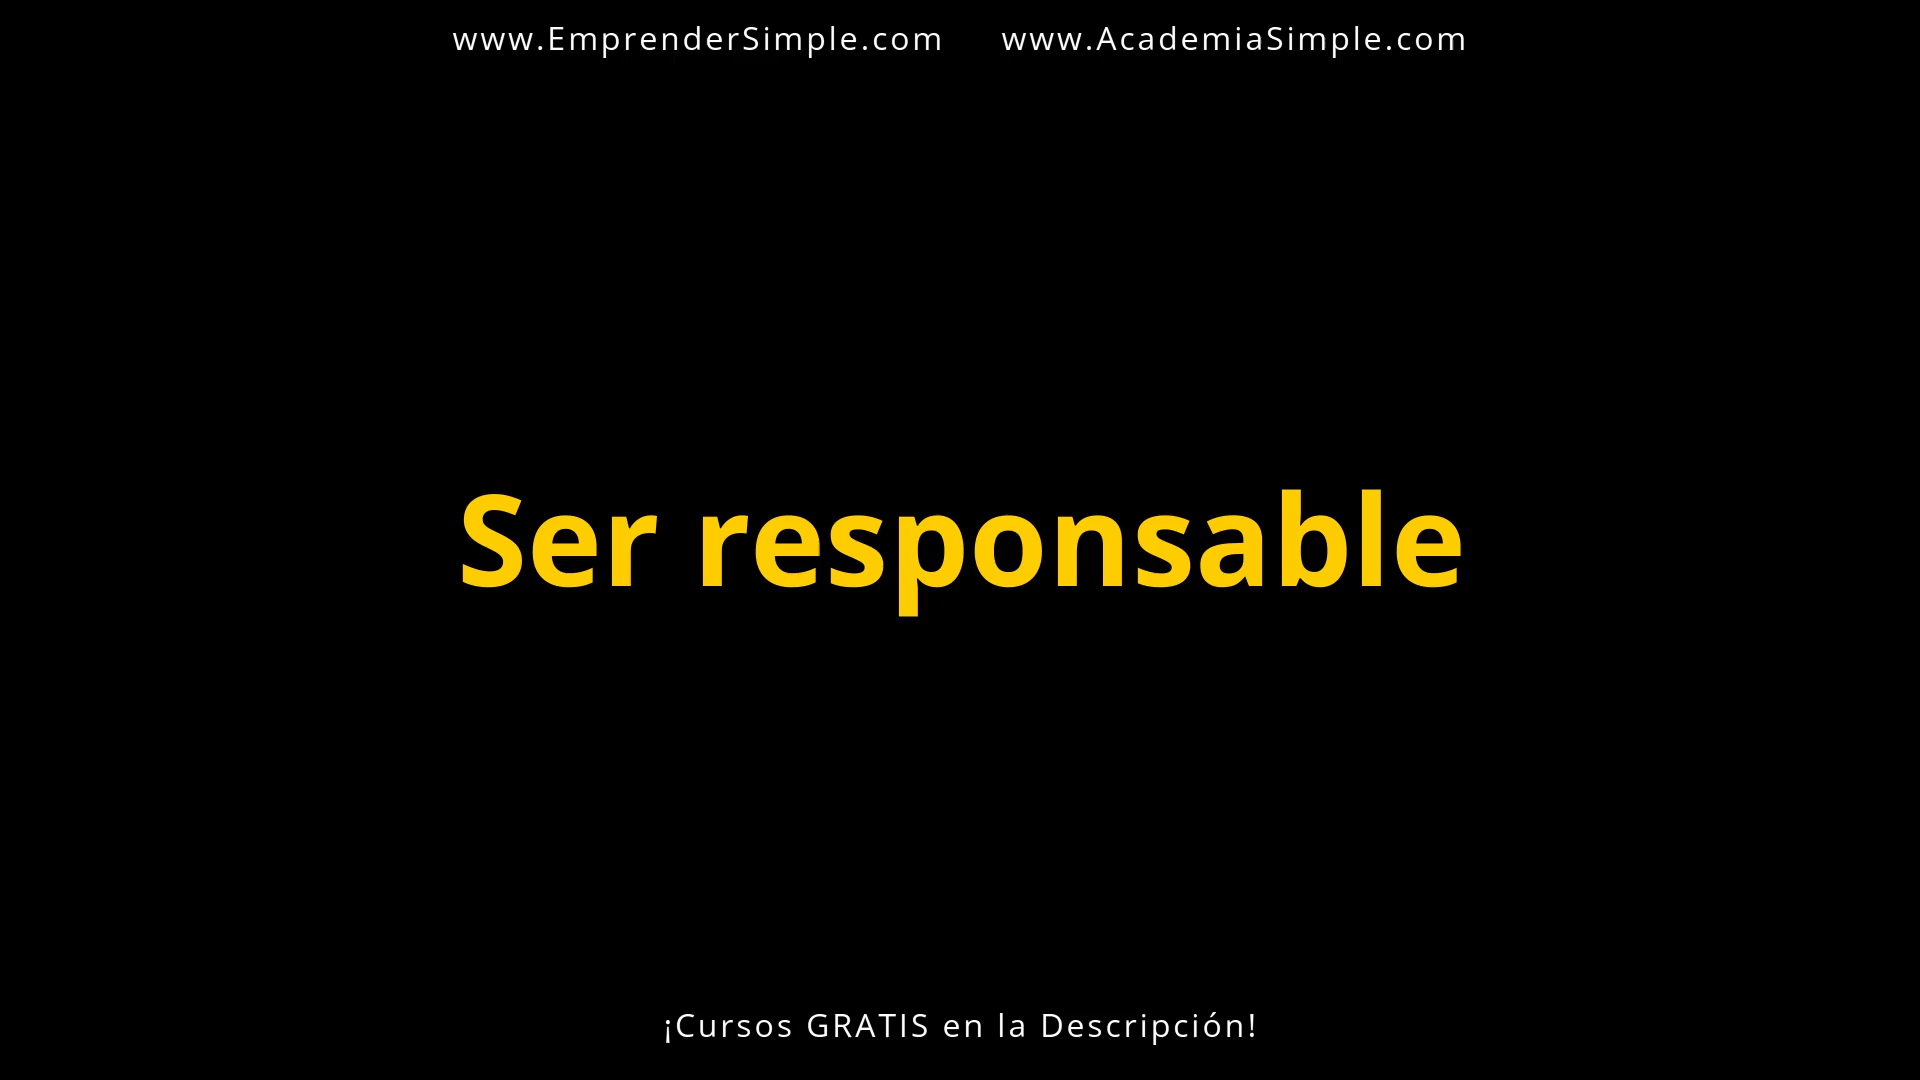 www.EmprenderSimple.com www.AcademiaSimple.com
Ser responsable
¡Cursos GRATIS en la Descripción!